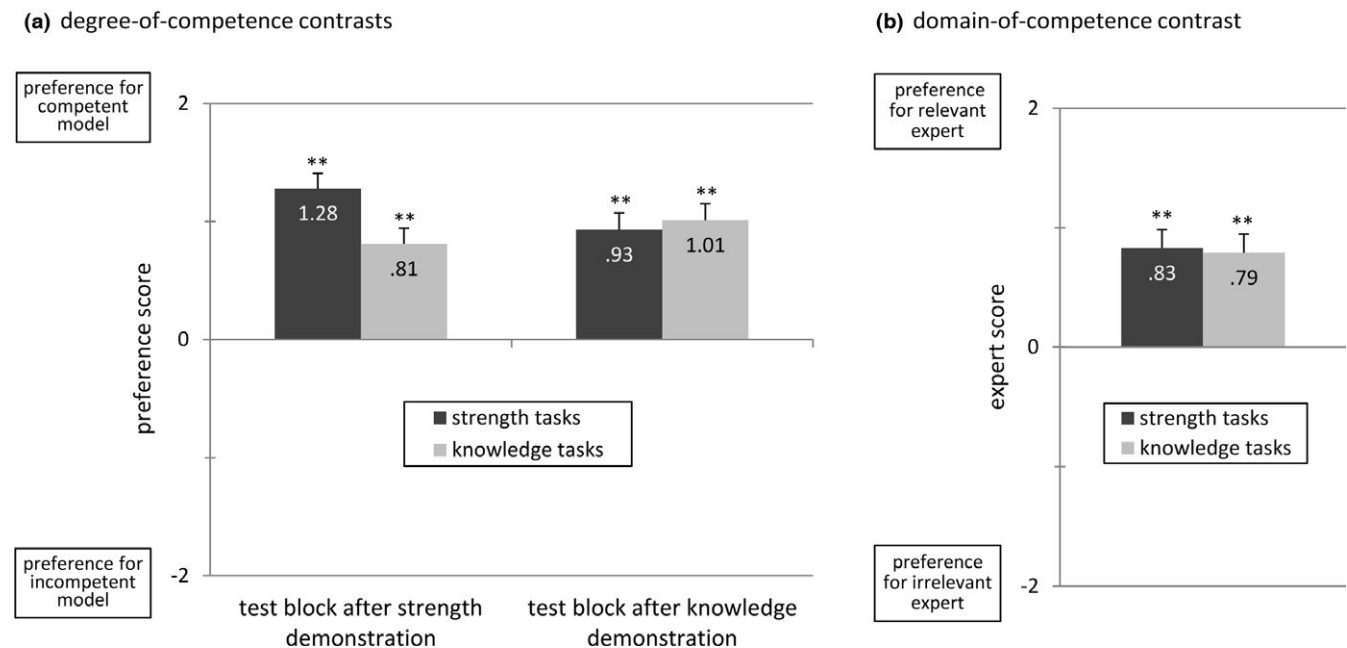 (a) degree-of-competence contrasts
preference for
competent
model
2
**
1.28
**
.81
**
.93
**
1.01
0
preference score
strength tasks
knowledge tasks
preference for
incompetent
model
-2
test block after strength
demonstration
test block after knowledge
demonstration
(b) domain-of-competence contrast
preference
for relevant
expert
2
**
.83
**
.79
0
expert score
strength tasks
knowledge tasks
preference
for irrelevant
expert
-2